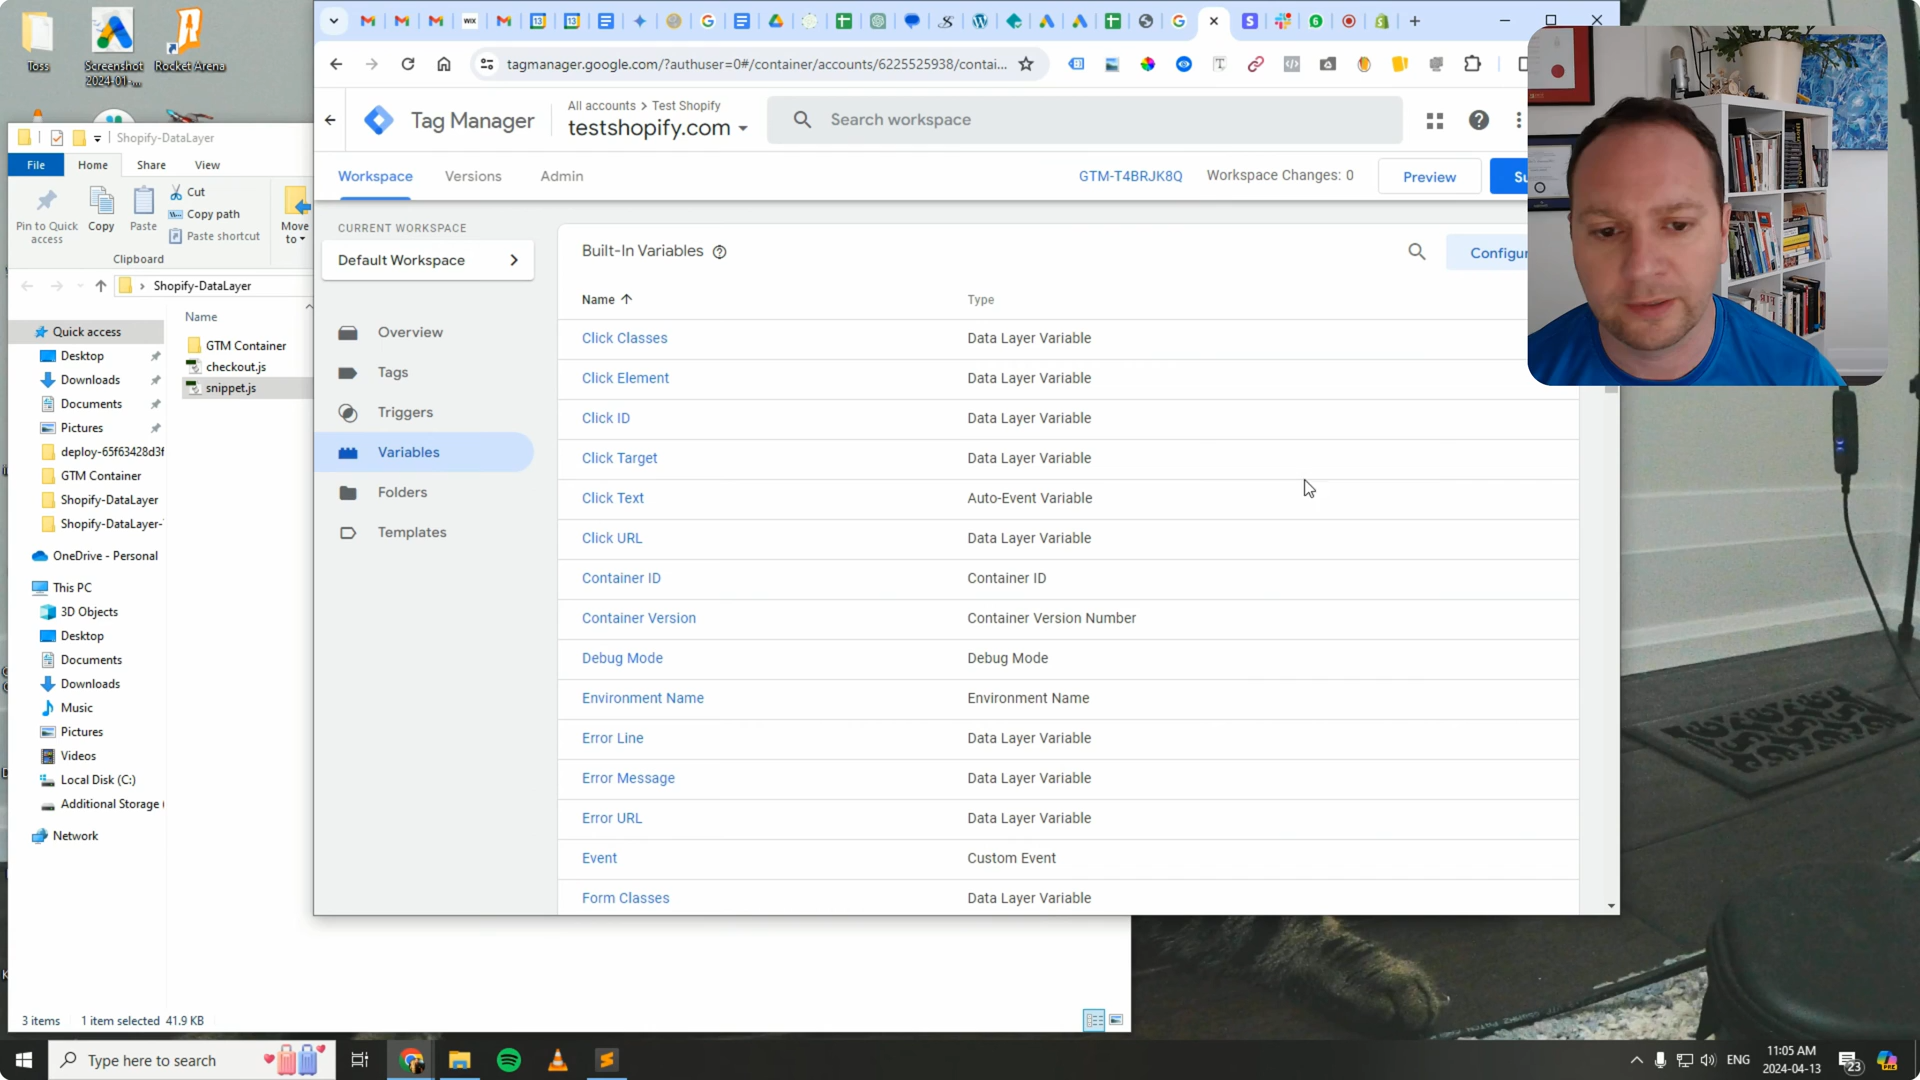 Toss
Screenshot
2024-01-...
Rocket Arena
WIX
tagmanager.google.com/?authuser=0#/container/accounts/6225525938/contai...
Tag Manager
All accounts > Test Shopify
testshopify.com
Search workspace
Workspace
Versions
Admin
GTM-T4BRJK8Q
Workspace Changes: 0
Preview
Su
Shopify-DataLayer
File
Home
Share
View
Pin to Quick
access
Copy
Paste
Cut
Copy path
Paste shortcut
Move
to
Clipboard
Shopify-DataLayer
Name
GTM Container
checkout.js
snippet.js
Quick access
Desktop
Downloads
Documents
Pictures
deploy-65f63428d3f
GTM Container
Shopify-DataLayer
Shopify-DataLayer-
OneDrive - Personal
This PC
3D Objects
Desktop
Documents
Downloads
Music
Pictures
Videos
Local Disk (C:)
Additional Storage (
Network
3 items
1 item selected 41.9 KB
CURRENT WORKSPACE
Default Workspace
Overview
Tags
Triggers
Variables
Folders
Templates
Built-In Variables
Configur
Name
Type
Click Classes
Data Layer Variable
Click Element
Data Layer Variable
Click ID
Data Layer Variable
Click Target
Data Layer Variable
Click Text
Auto-Event Variable
Click URL
Data Layer Variable
Container ID
Container ID
Container Version
Container Version Number
Debug Mode
Debug Mode
Environment Name
Environment Name
Error Line
Data Layer Variable
Error Message
Data Layer Variable
Error URL
Data Layer Variable
Event
Custom Event
Form Classes
Data Layer Variable
Type here to search
ENG
11:05 AM
2024-04-13
23